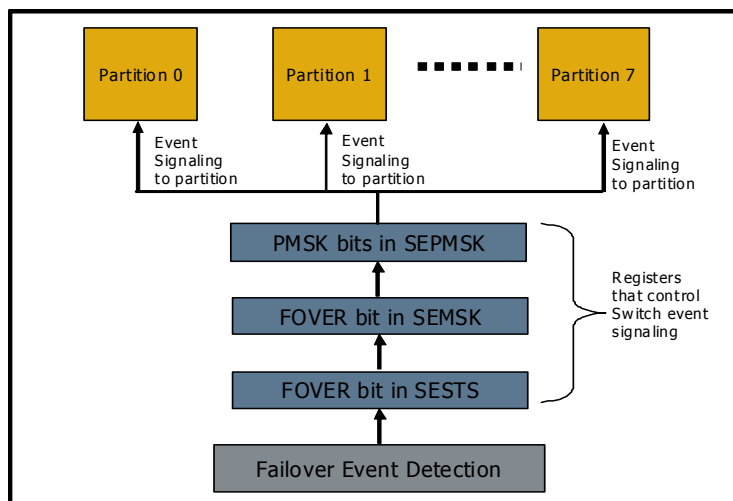 Partition 0
Partition 1
Partition 7
Event
Signaling
to partition
Event
Signaling
to partition
Event
Signaling
to partition
PMSK bits in SEPMSK
FOVER bit in SEMSK
FOVER bit in SESTS
Registers
that control
Switch event
signaling
Failover Event Detection